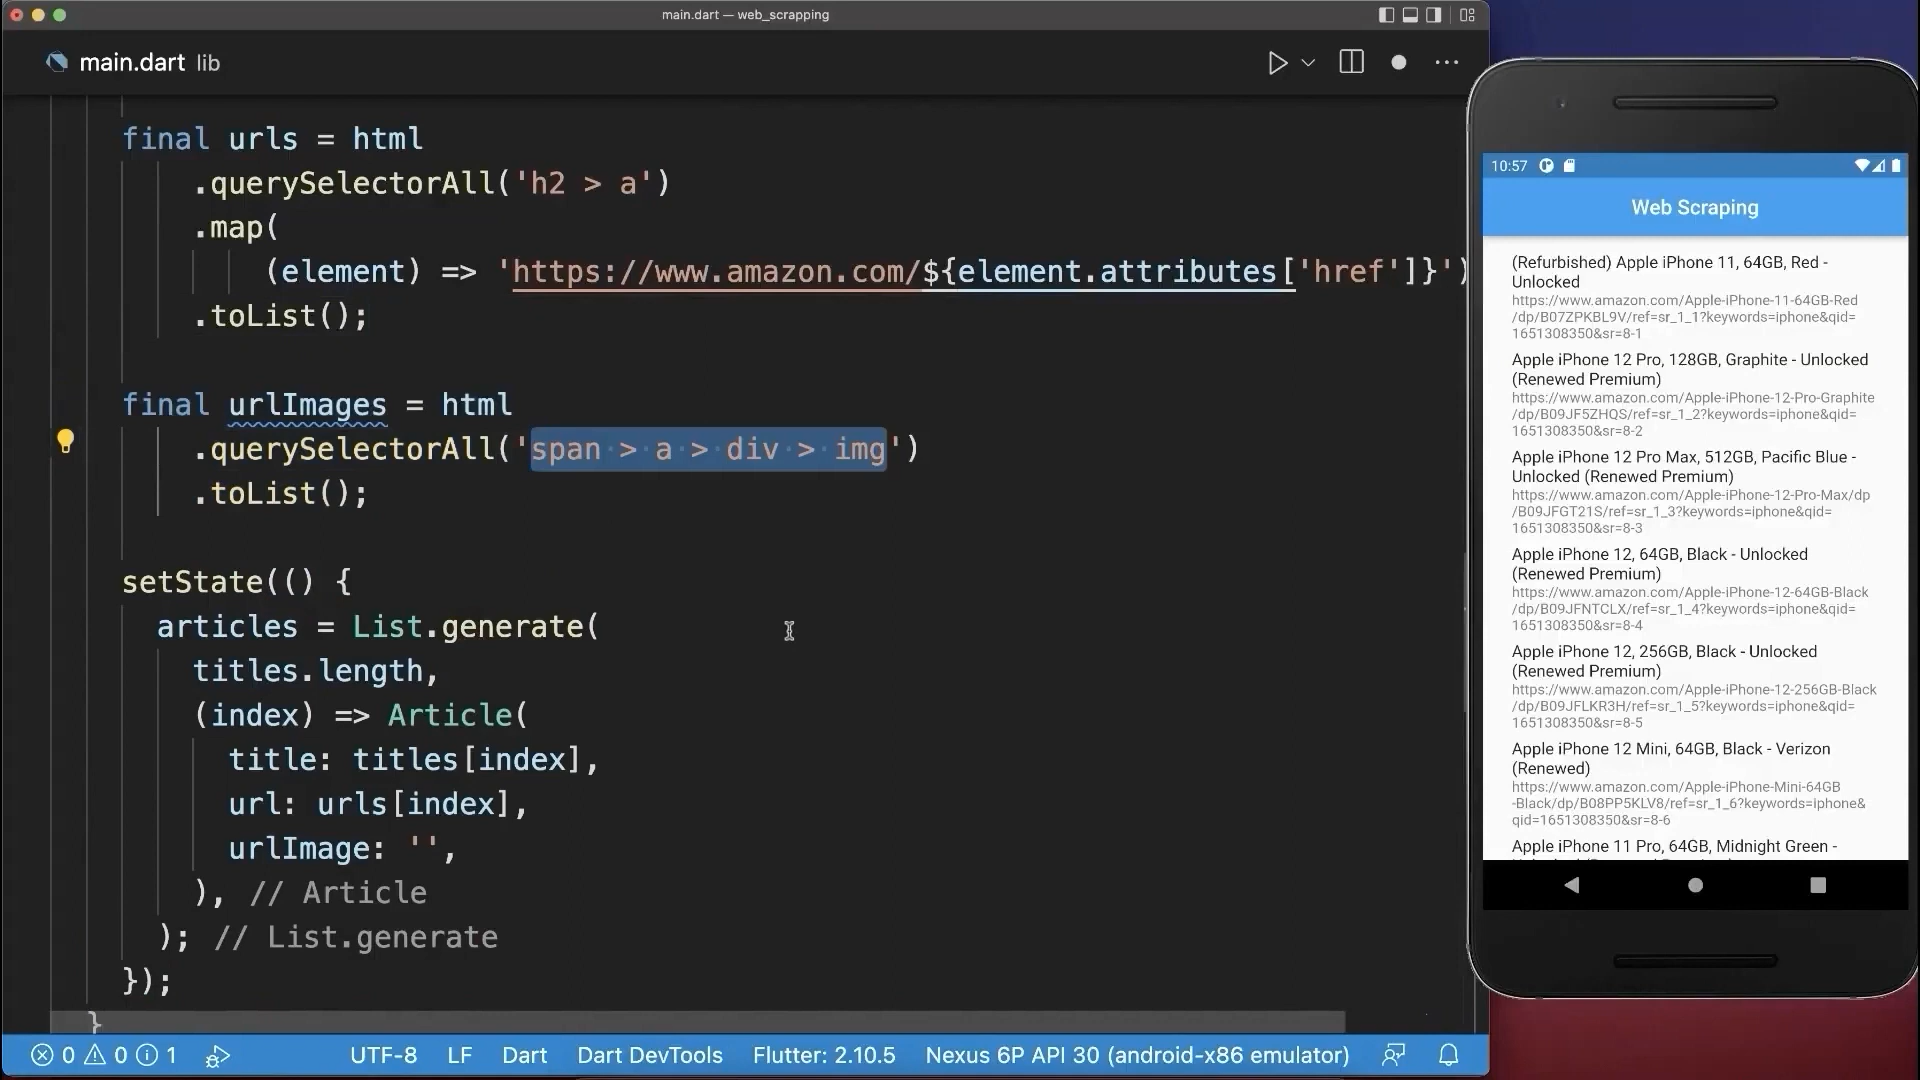 main.dart — web_scrapping
main.dart lib
final urls = html
.querySelectorAll('h2 > a')
.map(
(element) => 'https://www.amazon.com/${element.attributes['href']}')
.toList();
final urlImages = html
.querySelectorAll('span > a > div > img')
.toList();
setState(() {
articles = List.generate(
titles.length,
(index) => Article(
title: titles[index],
url: urls[index],
urlImage: '',
), // Article
); // List.generate
});
}
0 0 1 UTF-8 LF Dart Dart DevTools Flutter: 2.10.5 Nexus 6P API 30 (android-x86 emulator)
10:57
Web Scraping
(Refurbished) Apple iPhone 11, 64GB, Red -
Unlocked
https://www.amazon.com/Apple-iPhone-11-64GB-Red
/dp/B07ZPKBL9V/ref=sr_1_1?keywords=iphone&qid=
1651308350&sr=8-1
Apple iPhone 12 Pro, 128GB, Graphite - Unlocked
(Renewed Premium)
https://www.amazon.com/Apple-iPhone-12-Pro-Graphite
/dp/B09JF5ZHQS/ref=sr_1_2?keywords=iphone&qid=
1651308350&sr=8-2
Apple iPhone 12 Pro Max, 512GB, Pacific Blue -
Unlocked (Renewed Premium)
https://www.amazon.com/Apple-iPhone-12-Pro-Max/dp
/B09JFGT21S/ref=sr_1_3?keywords=iphone&qid=
1651308350&sr=8-3
Apple iPhone 12, 64GB, Black - Unlocked
(Renewed Premium)
https://www.amazon.com/Apple-iPhone-12-64GB-Black
/dp/B09JFNTCLX/ref=sr_1_4?keywords=iphone&qid=
1651308350&sr=8-4
Apple iPhone 12, 256GB, Black - Unlocked
(Renewed Premium)
https://www.amazon.com/Apple-iPhone-12-256GB-Black
/dp/B09JFLKR3H/ref=sr_1_5?keywords=iphone&qid=
1651308350&sr=8-5
Apple iPhone 12 Mini, 64GB, Black - Verizon
(Renewed)
https://www.amazon.com/Apple-iPhone-Mini-64GB
-Black/dp/B08PP5KLV8/ref=sr_1_6?keywords=iphone&
qid=1651308350&sr=8-6
Apple iPhone 11 Pro, 64GB, Midnight Green -